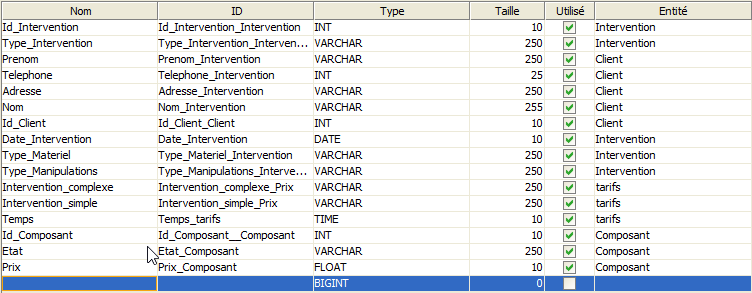 Nom ID Type Taille Utilisé Entité
Id_Intervention Id_Intervention_Intervention INT 10 Intervention
Type_Intervention Type_Intervention_Interven... VARCHAR 250 Intervention
Prenom Prenom_Intervention VARCHAR 250 Client
Telephone Telephone_Intervention INT 25 Client
Adresse Adresse_Intervention VARCHAR 250 Client
Nom Nom_Intervention VARCHAR 255 Client
Id_Client Id_Client_Client INT 10 Client
Date_Intervention Date_Intervention DATE 10 Intervention
Type_Materiel Type_Materiel_Intervention VARCHAR 250 Intervention
Type_Manipulations Type_Manipulations_Interve... VARCHAR 250 Intervention
Intervention_complexe Intervention_complexe_Prix VARCHAR 250 tarifs
Intervention_simple Intervention_simple_Prix VARCHAR 250 tarifs
Temps Temps_tarifs TIME 10 tarifs
Id_Composant Id_Composant__Composant INT 10 Composant
Etat Etat_Composant VARCHAR 250 Composant
Prix Prix_Composant FLOAT 10 Composant
BIGINT 0